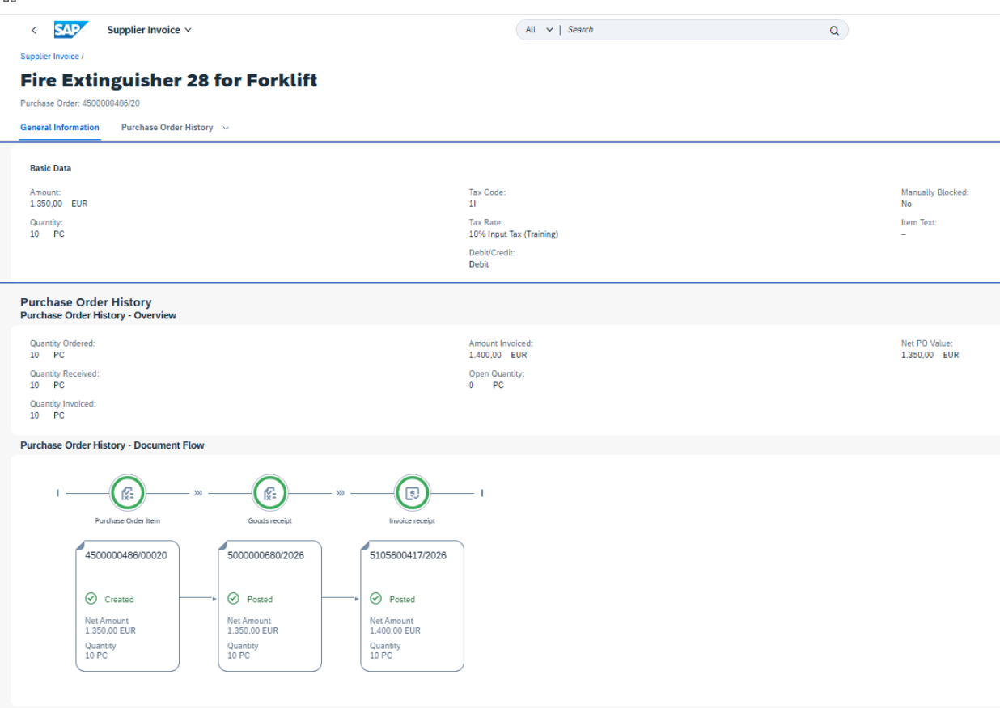 SAP Supplier Invoice All | Search
Supplier Invoice /
Fire Extinguisher 28 for Forklift
Purchase Order: 4500000486/20
General Information Purchase Order History
Basic Data
Amount: Tax Code: Manually Blocked:
1.350,00 EUR 1I No
Quantity: Tax Rate: Item Text:
10 PC 10% Input Tax (Training) –
Debit/Credit:
Debit
Purchase Order History
Purchase Order History - Overview
Quantity Ordered: Amount Invoiced: Net PO Value:
10 PC 1.400,00 EUR 1.350,00 EUR
Quantity Received: Open Quantity:
10 PC 0 PC
Quantity Invoiced:
10 PC
Purchase Order History - Document Flow
Purchase Order Item Goods receipt Invoice receipt
4500000486/00020 5000000680/2026 5105600417/2026
Created Posted Posted
Net Amount Net Amount Net Amount
1.350,00 EUR 1.350,00 EUR 1.400,00 EUR
Quantity Quantity Quantity
10 PC 10 PC 10 PC